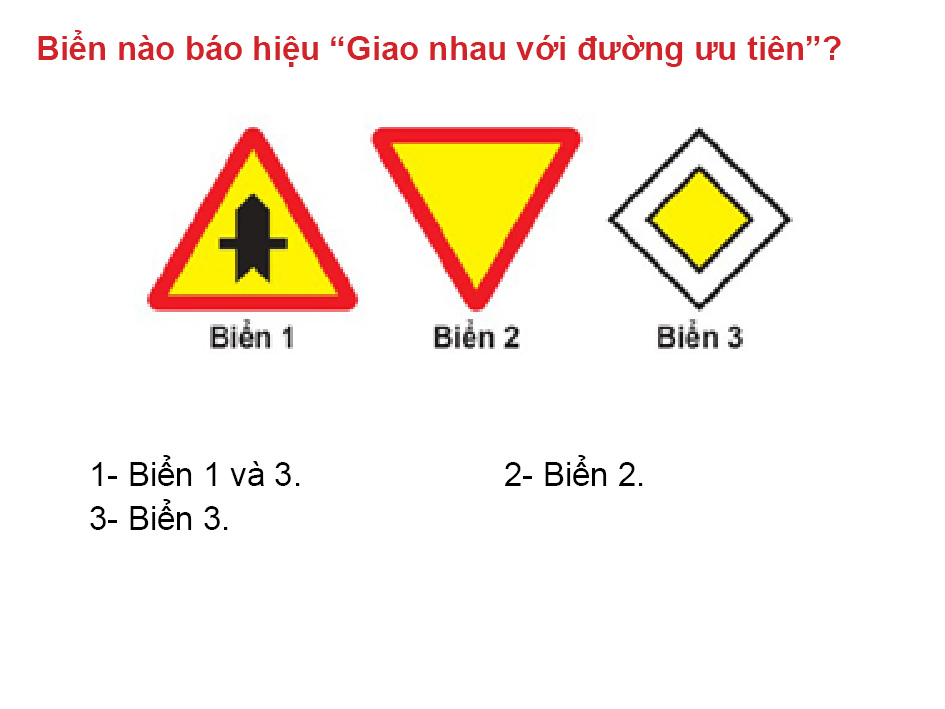 Biển nào báo hiệu “Giao nhau với đường ưu tiên”?
Biển 1 Biển 2 Biển 3
1- Biển 1 và 3. 2- Biển 2.
3- Biển 3.